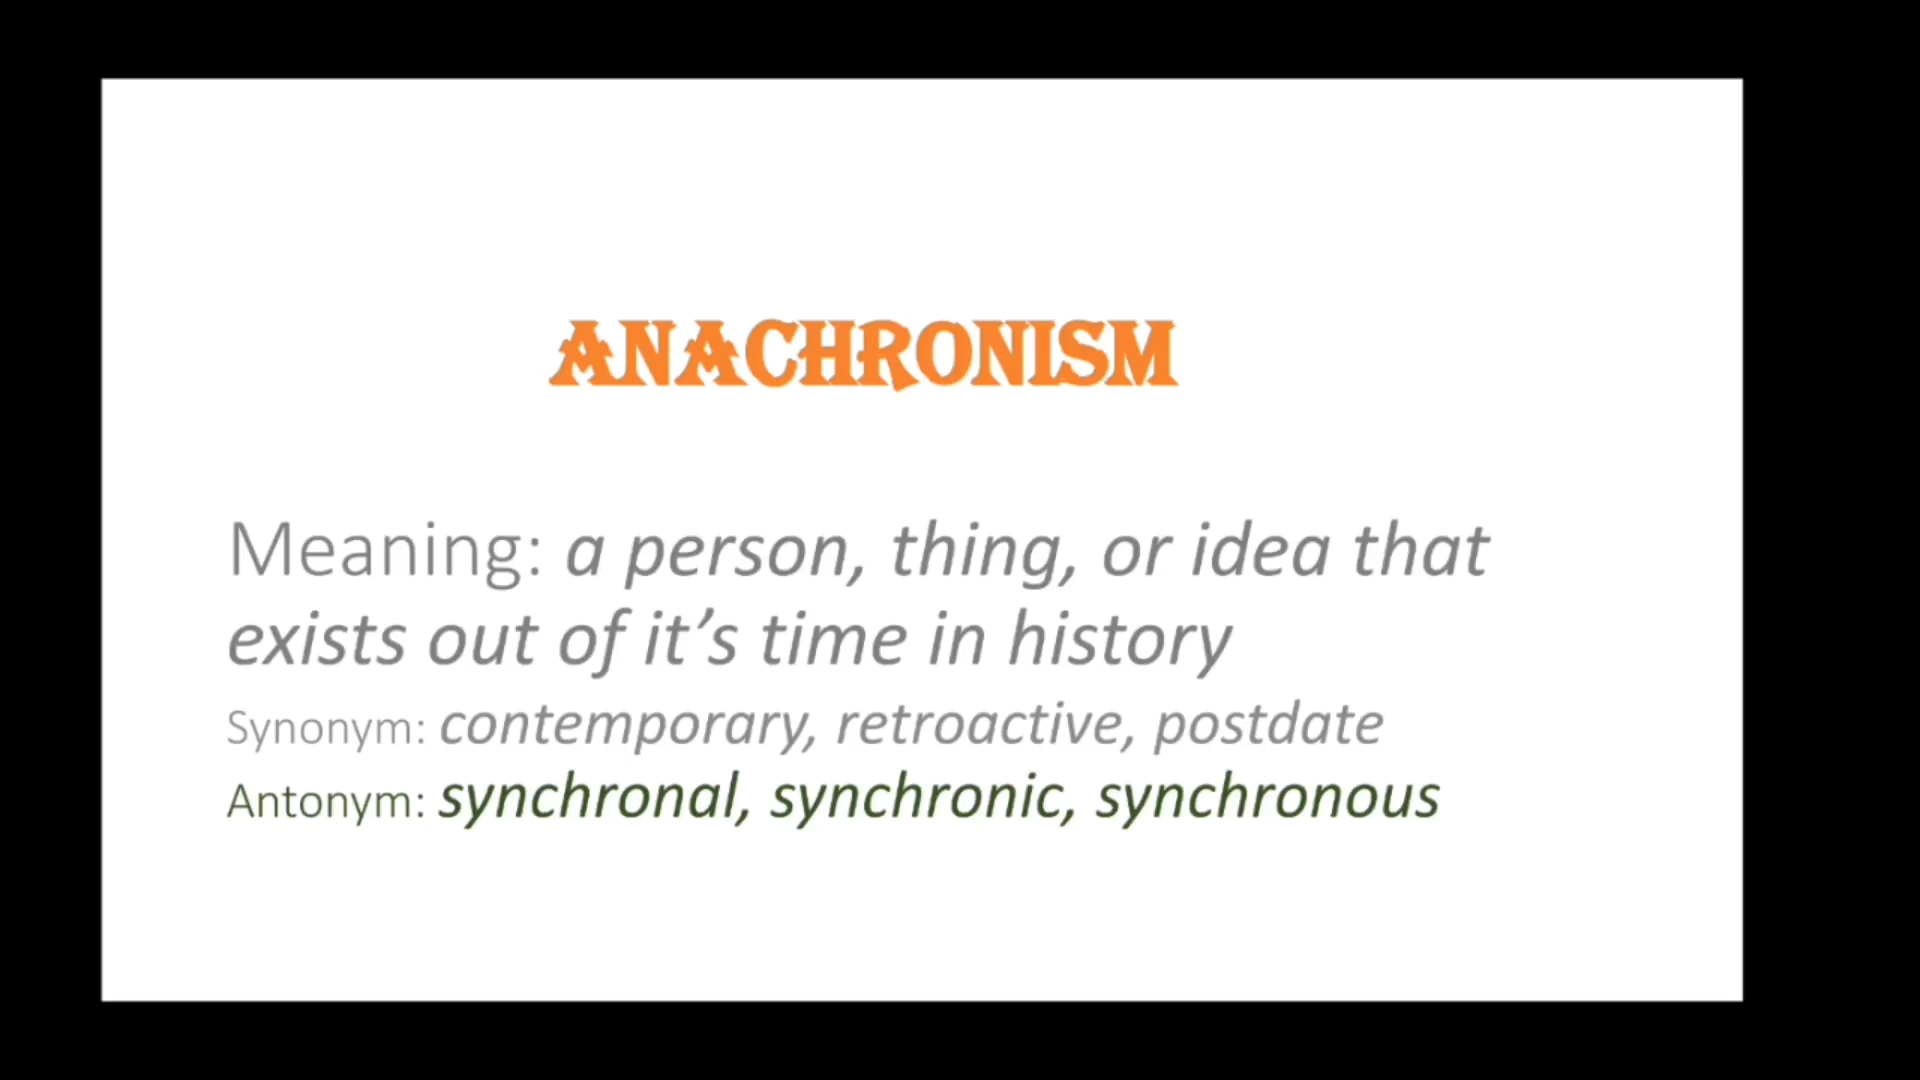 ANACHRONISM
Meaning: a person, thing, or idea that
exists out of it’s time in history
Synonym: contemporary, retroactive, postdate
Antonym: synchronal, synchronic, synchronous